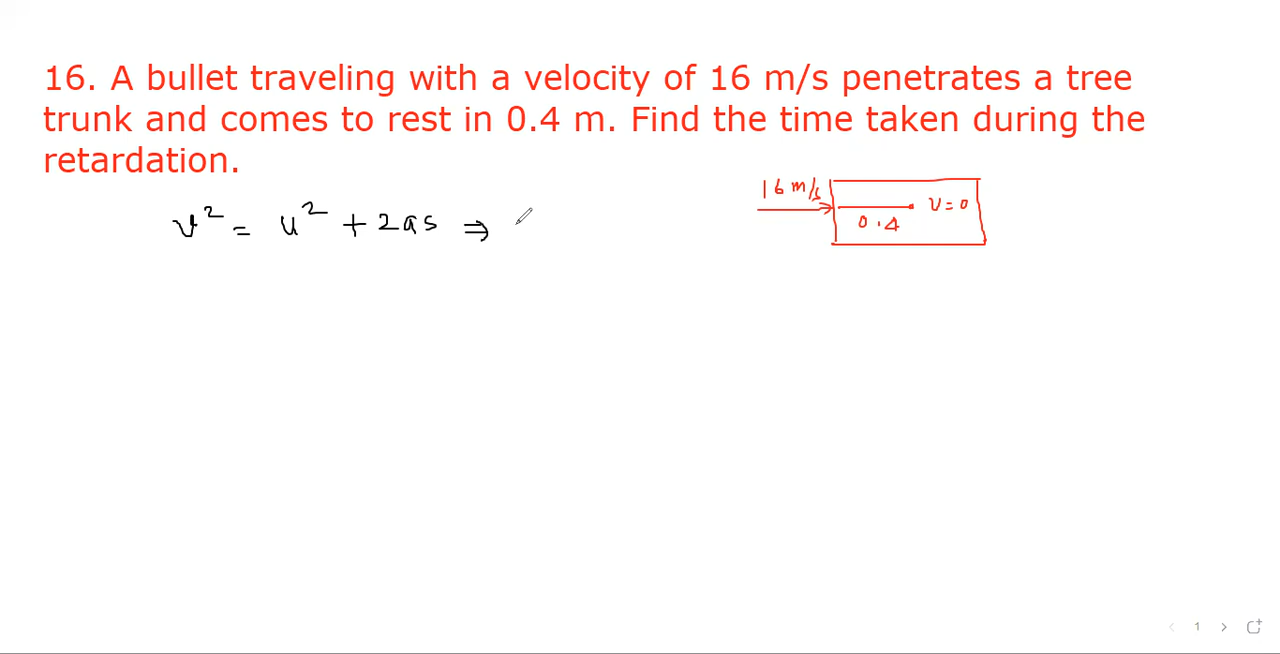 16. A bullet traveling with a velocity of 16 m/s penetrates a tree
trunk and comes to rest in 0.4 m. Find the time taken during the
retardation.
16 m/s
v = 0
0.4
v² = u² + 2as ⇒
1